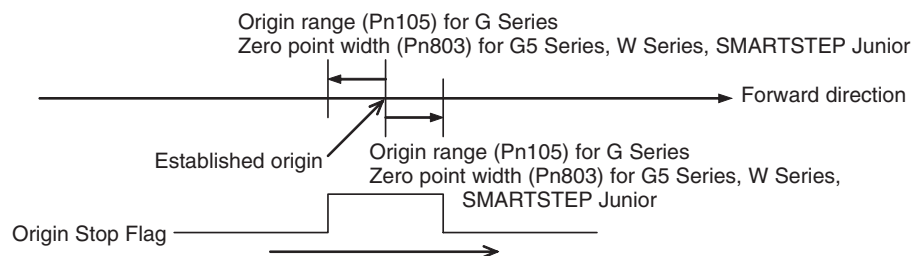 Origin range (Pn105) for G Series
Zero point width (Pn803) for G5 Series, W Series, SMARTSTEP Junior
Forward direction
Established origin
Origin range (Pn105) for G Series
Zero point width (Pn803) for G5 Series, W Series,
SMARTSTEP Junior
Origin Stop Flag